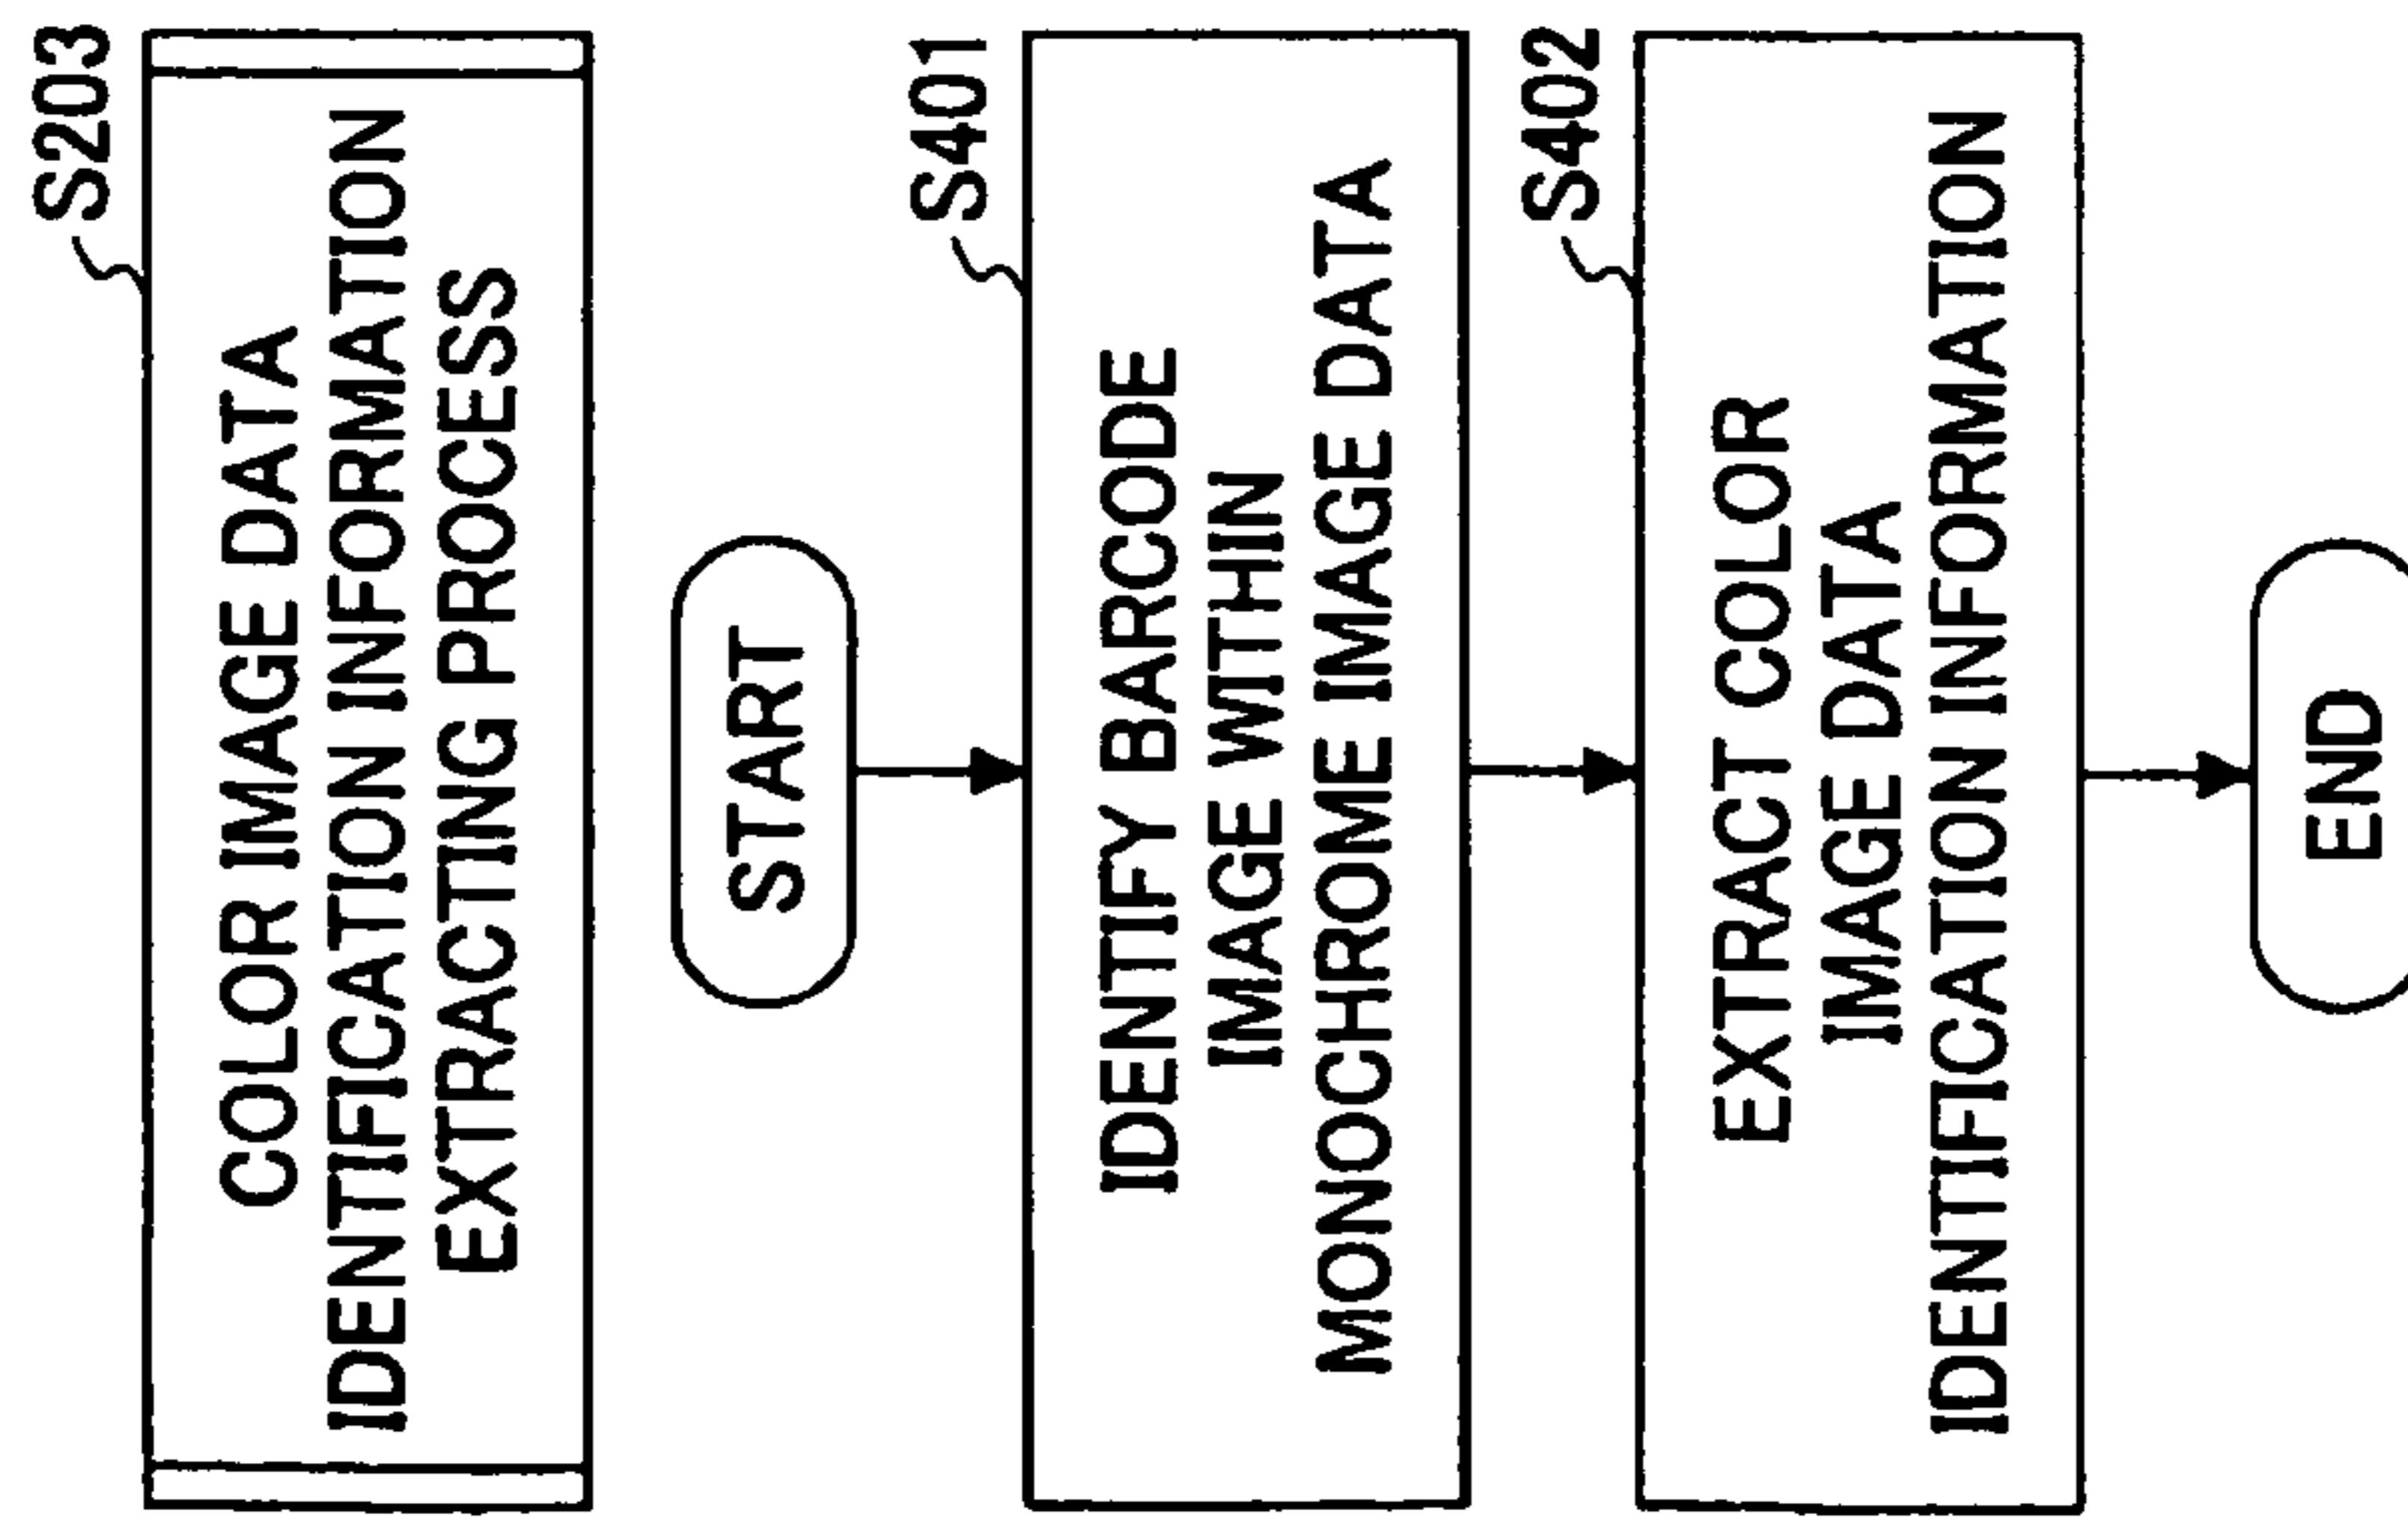 S203
COLOR IMAGE DATA
IDENTIFICATION INFORMATION
EXTRACTING PROCESS
START
S401
IDENTIFY BARCODE
IMAGE WITHIN
MONOCHROME IMAGE DATA
S402
EXTRACT COLOR
IMAGE DATA
IDENTIFICATION INFORMATION
END